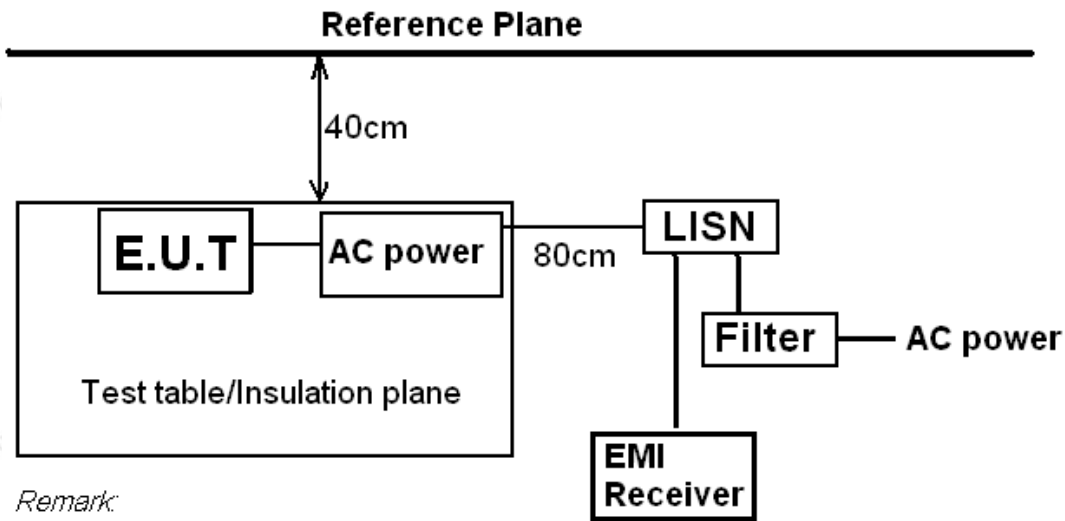 Reference Plane
40cm
E.U.T
AC power
80cm
LISN
Filter
AC power
Test table/Insulation plane
EMI
Receiver
Remark: